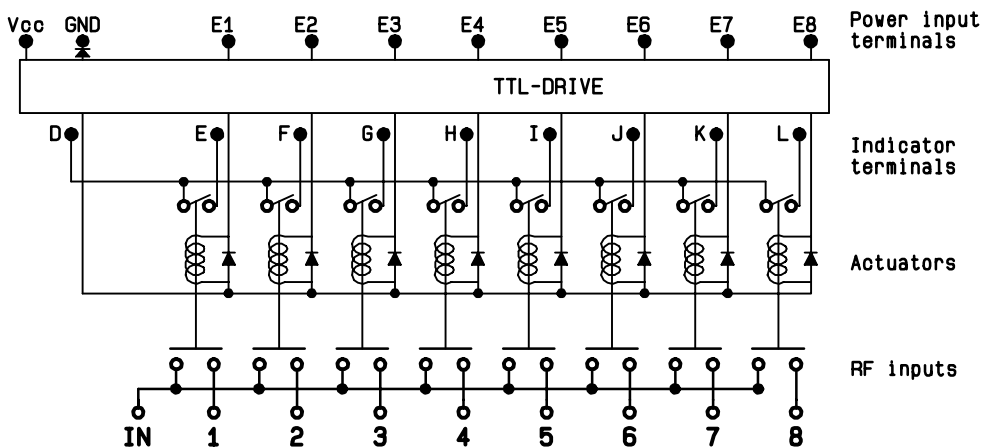 Vcc GND E1 E2 E3 E4 E5 E6 E7 E8
Power input
terminals
TTL-DRIVE
D E F G H I J K L
Indicator
terminals
Actuators
RF inputs
IN 1 2 3 4 5 6 7 8